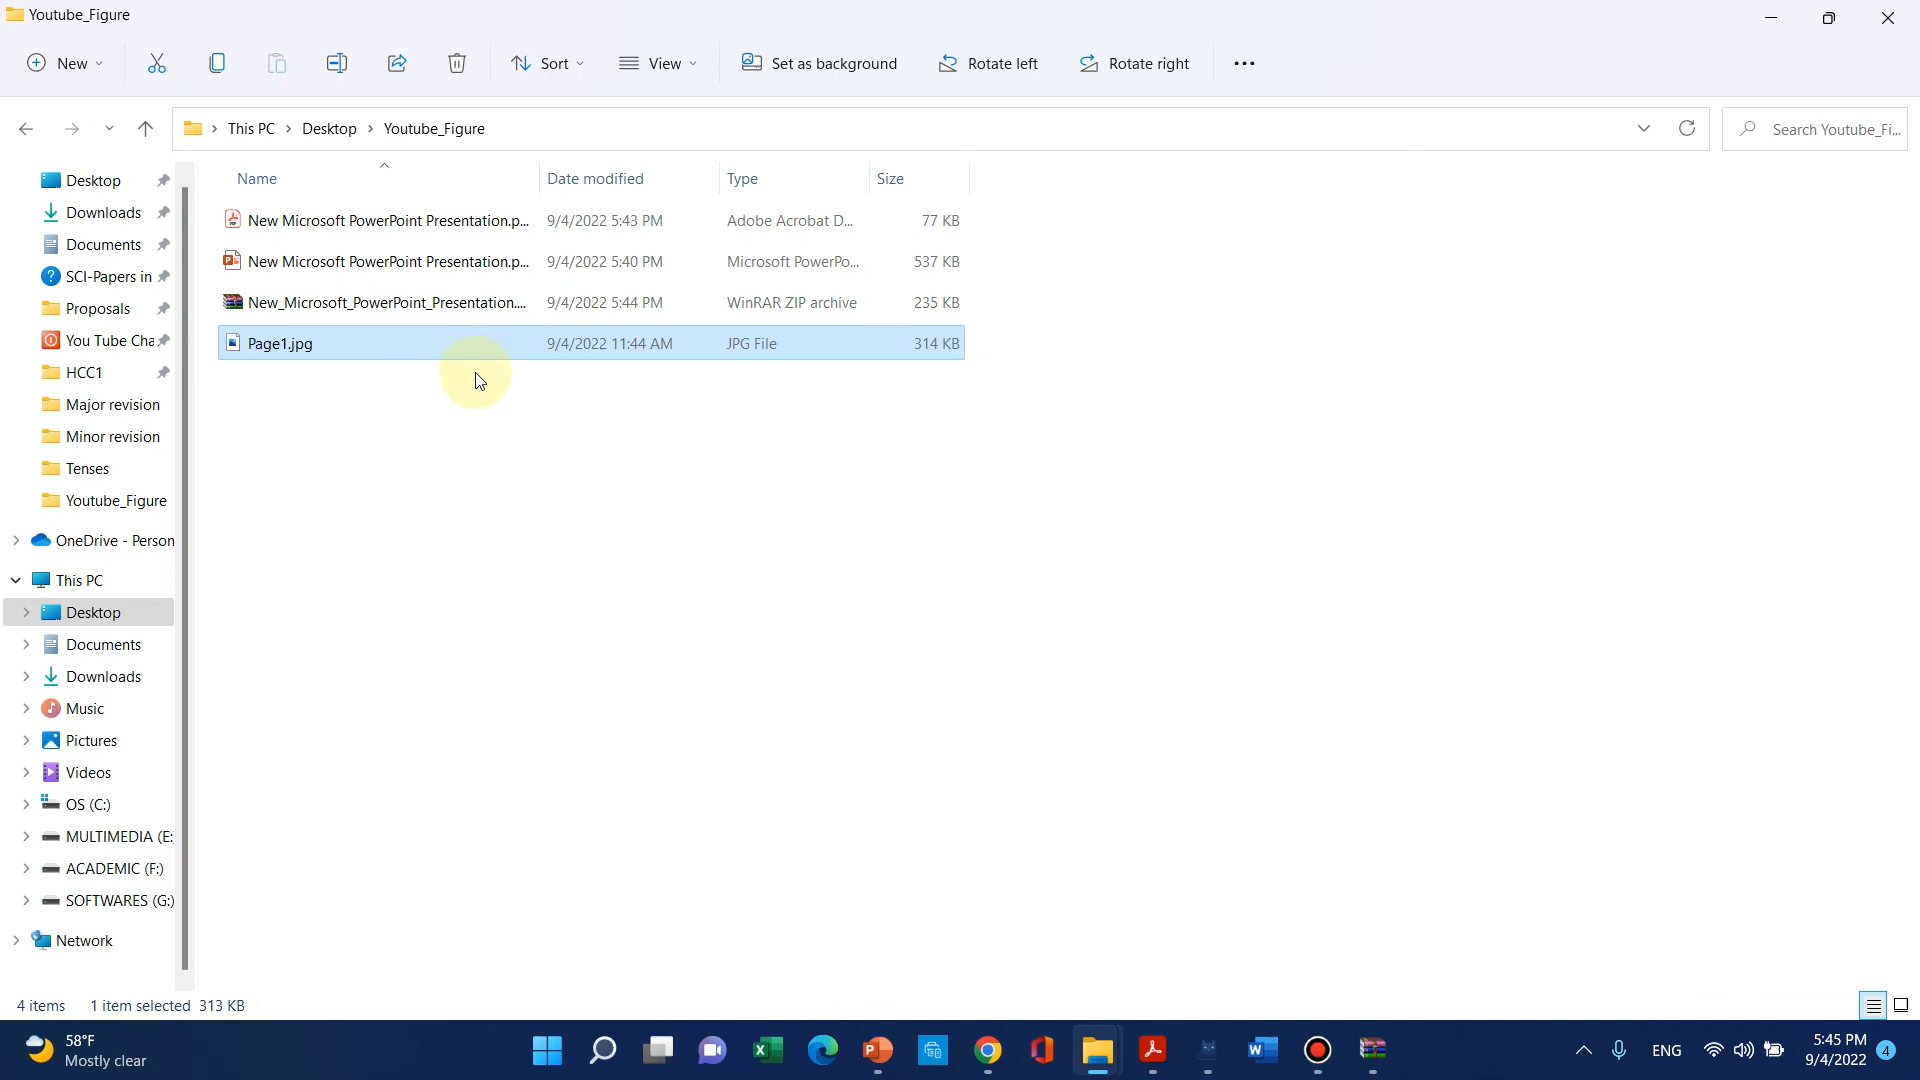 Youtube_Figure
New
Sort
View
Set as background
Rotate left
Rotate right
This PC > Desktop > Youtube_Figure
Search Youtube_Fi...
Name
Date modified
Type
Size
New Microsoft PowerPoint Presentation.p... 9/4/2022 5:43 PM Adobe Acrobat D... 77 KB
New Microsoft PowerPoint Presentation.p... 9/4/2022 5:40 PM Microsoft PowerPo... 537 KB
New_Microsoft_PowerPoint_Presentation.... 9/4/2022 5:44 PM WinRAR ZIP archive 235 KB
Page1.jpg 9/4/2022 11:44 AM JPG File 314 KB
Desktop
Downloads
Documents
SCI-Papers in
Proposals
You Tube Cha
HCC1
Major revision
Minor revision
Tenses
Youtube_Figure
OneDrive - Person
This PC
Desktop
Documents
Downloads
Music
Pictures
Videos
OS (C:)
MULTIMEDIA (E:
ACADEMIC (F:)
SOFTWARES (G:)
Network
4 items
1 item selected 313 KB
58°F
Mostly clear
ENG
5:45 PM
9/4/2022
4